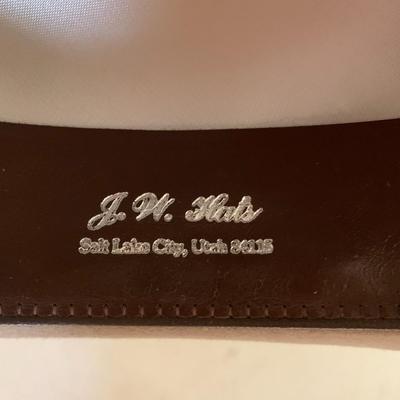 J. W. Hats
Salt Lake City, Utah 84115